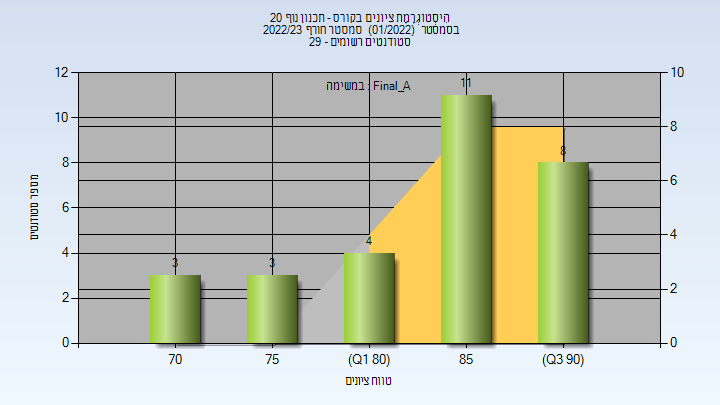 היסטוגרמת ציונים בקורס - תכנון נוף 20
בסמסטר (01/2022) סמסטר חורף 2022/23
סטודנטים רשומים - 29
במשימה : Final_A
12
10
8
6
4
2
0
10
8
6
4
2
0
מספר סטודנטים
3
3
4
11
8
70
75
(Q1 80)
85
(Q3 90)
טווח ציונים